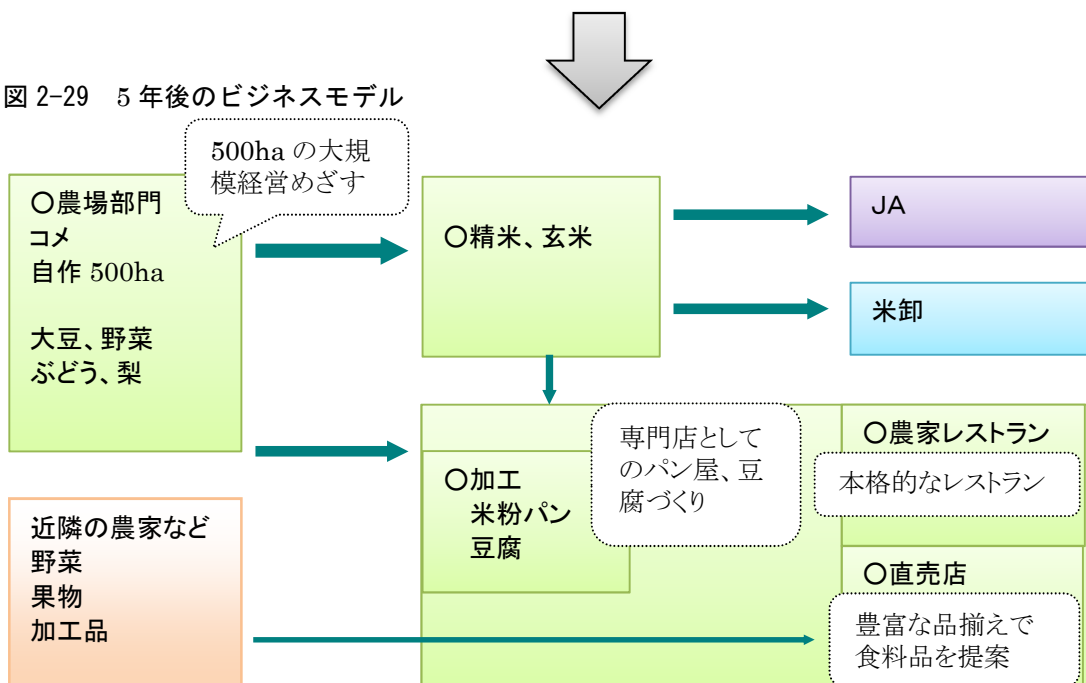 図 2-29 5 年後のビジネスモデル
500ha の大規
模経営めざす
〇農場部門
コメ
自作 500ha
大豆、野菜
ぶどう、梨
〇精米、玄米
JA
米卸
近隣の農家など
野菜
果物
加工品
〇加工
米粉パン
豆腐
専門店として
のパン屋、豆
腐づくり
〇農家レストラン
本格的なレストラン
〇直売店
豊富な品揃えで
食料品を提案